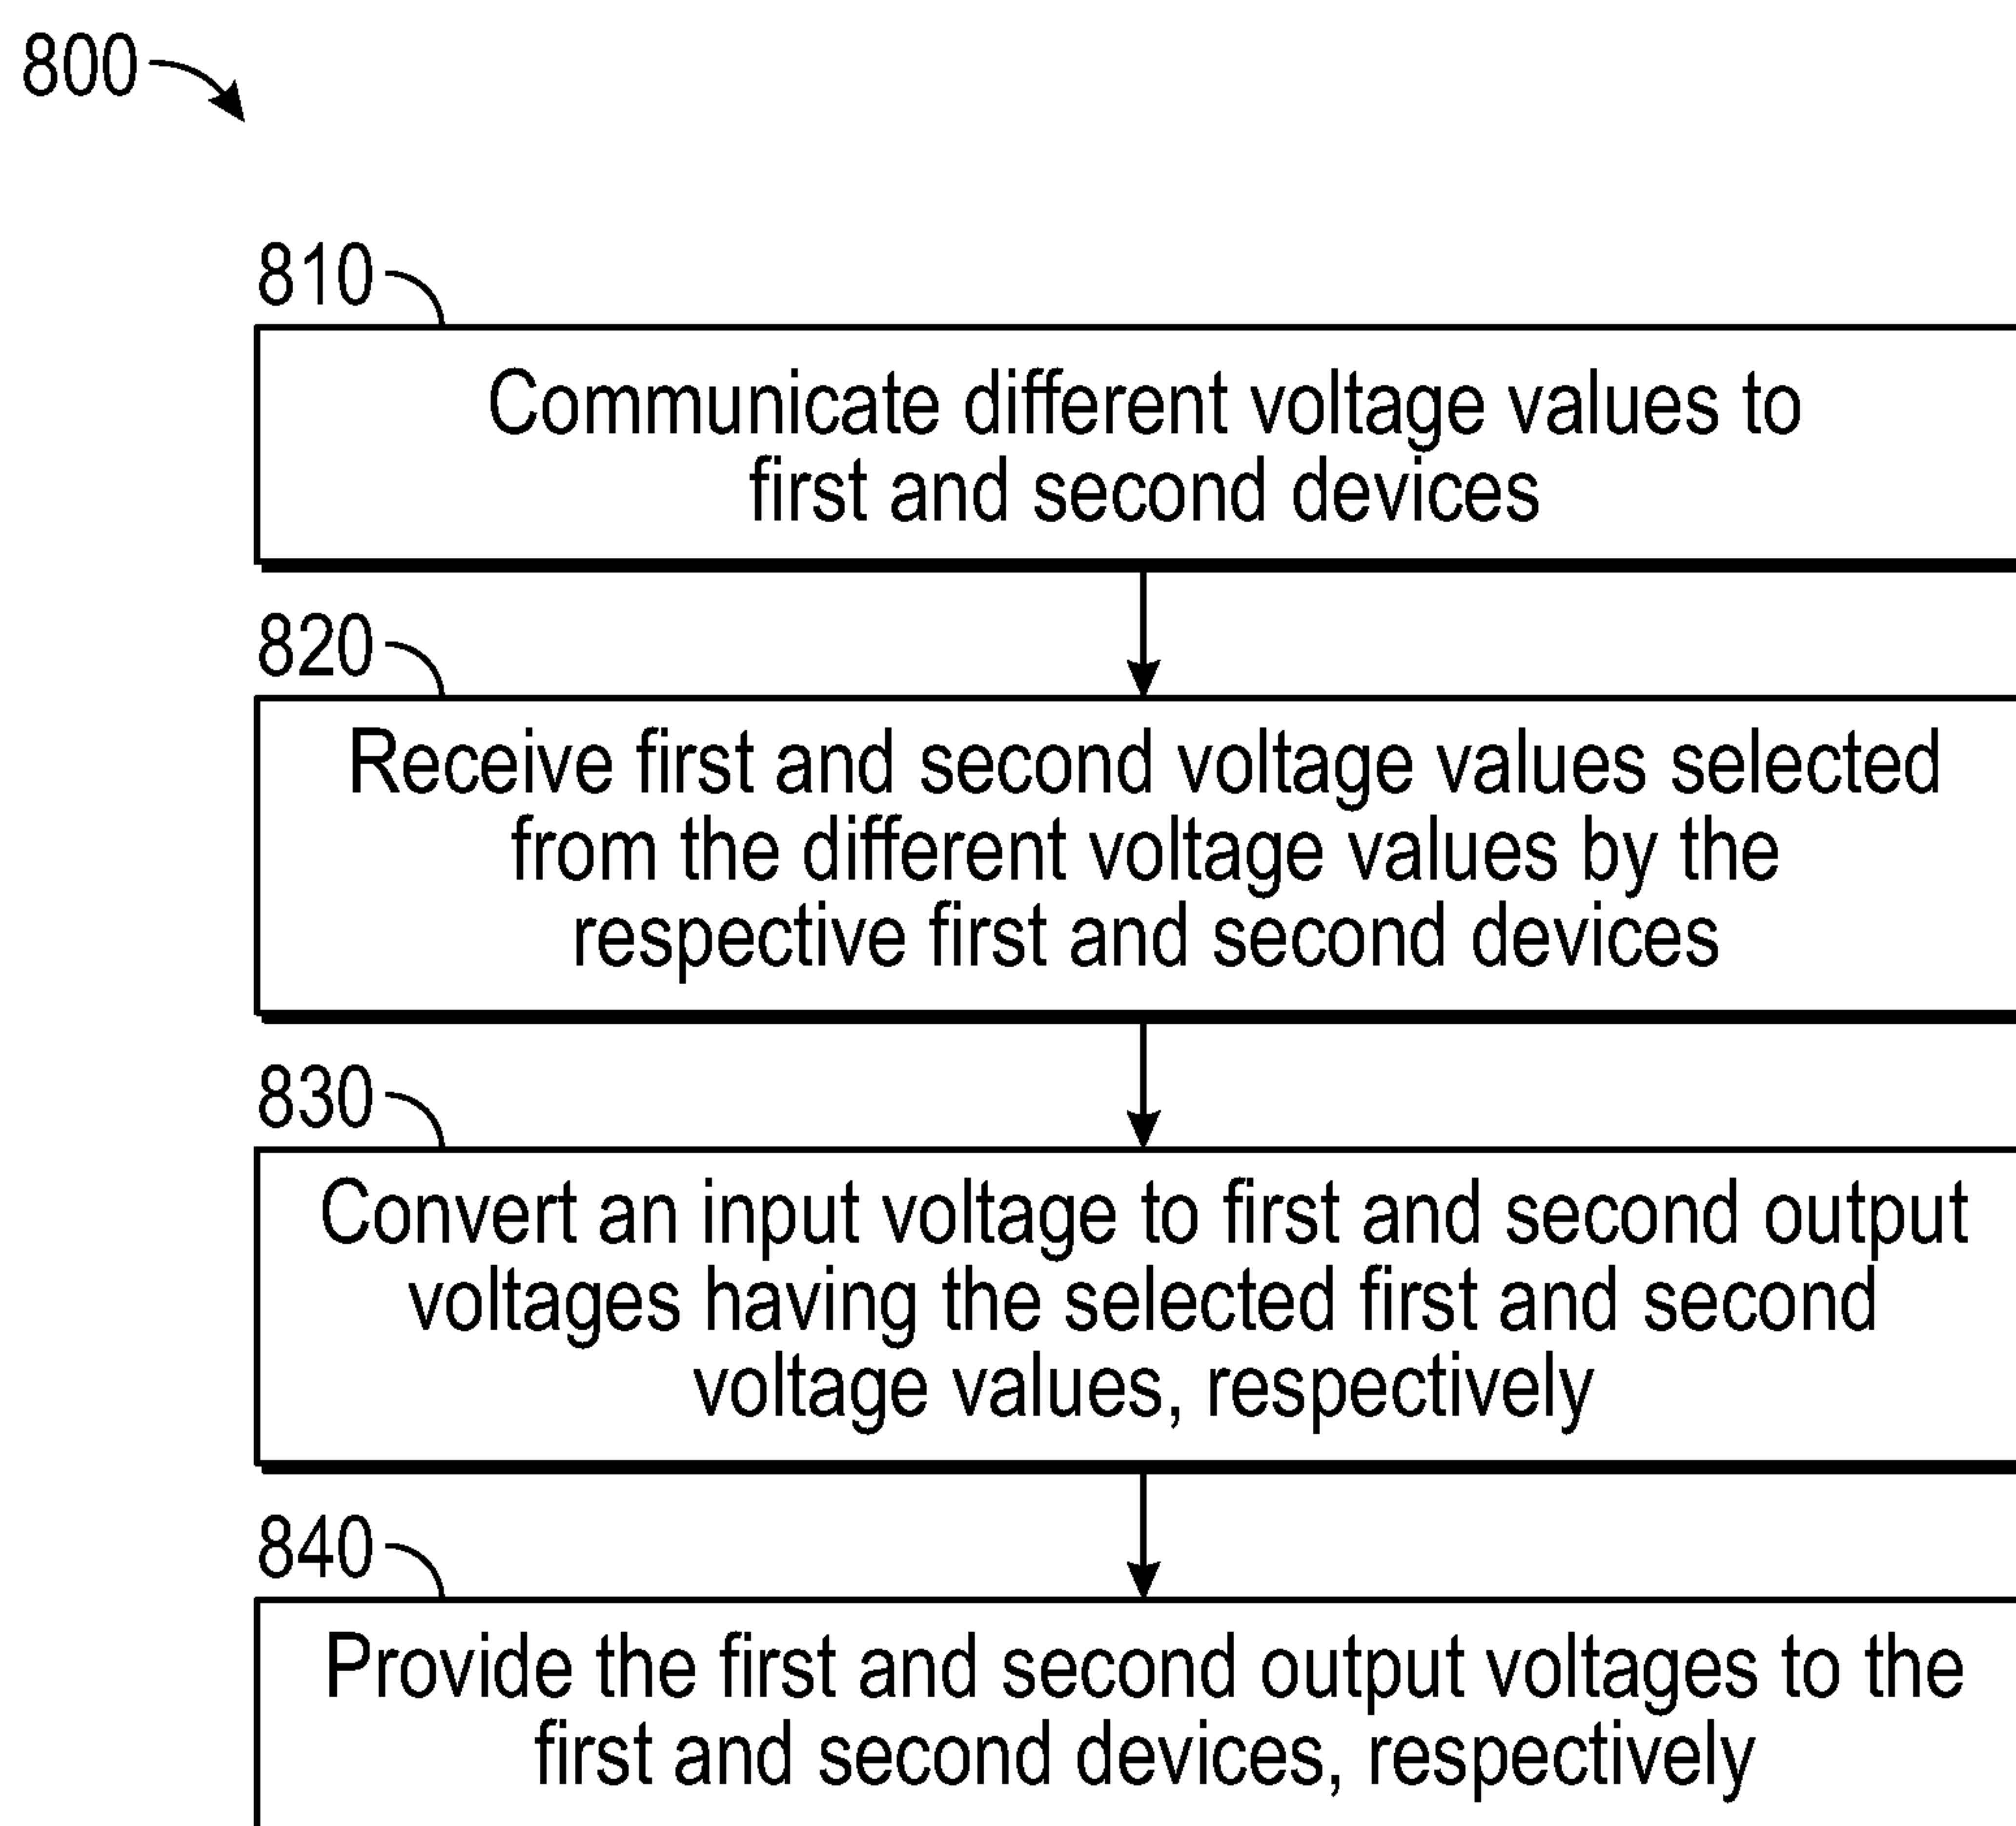 800
810
Communicate different voltage values to
first and second devices
820
Receive first and second voltage values selected
from the different voltage values by the
respective first and second devices
830
Convert an input voltage to first and second output
voltages having the selected first and second
voltage values, respectively
840
Provide the first and second output voltages to the
first and second devices, respectively